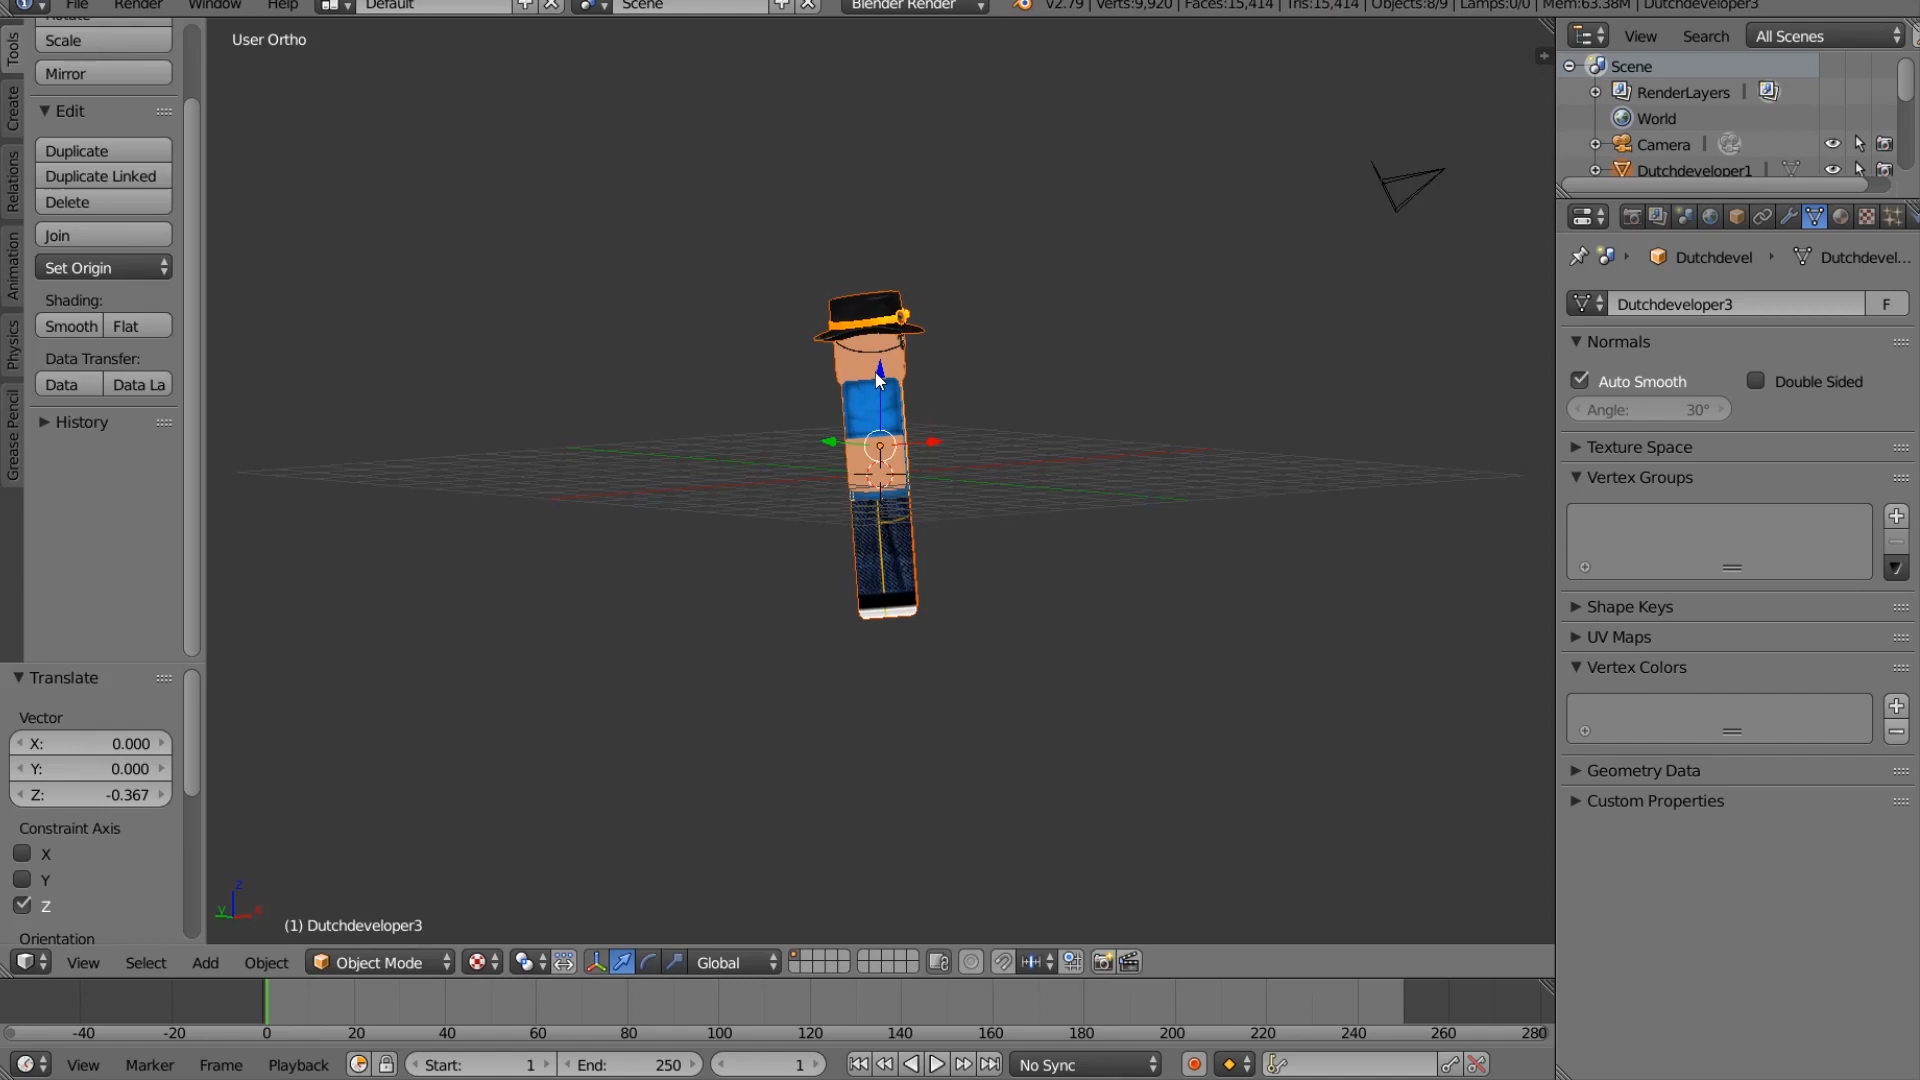 File Render Window Help Default Scene Blender Render v2.79 | Verts:9,920 | Faces:15,414 | Tris:15,414 | Objects:8/9 | Lamps:0/0 | Mem:63.38M | Dutchdeveloper3
Rotate
Scale
Mirror
Edit
Duplicate
Duplicate Linked
Delete
Join
Set Origin
Shading:
Smooth Flat
Data Transfer:
Data Data La
History
Tools
Create
Relations
Animation
Physics
Grease Pencil
Translate
Vector
X: 0.000
Y: 0.000
Z: -0.367
Constraint Axis
X
Y
Z
Orientation
User Ortho
z
y x
(1) Dutchdeveloper3
View Select Add Object Object Mode Global
-40 -20 0 20 40 60 80 100 120 140 160 180 200 220 240 260 280
View Marker Frame Playback Start: 1 End: 250 1 No Sync
View Search All Scenes
Scene
RenderLayers |
World
Camera |
Dutchdeveloper1
Dutchdevel Dutchdevel...
Dutchdeveloper3 F
Normals
Auto Smooth Double Sided
Angle: 30°
Texture Space
Vertex Groups
Shape Keys
UV Maps
Vertex Colors
Geometry Data
Custom Properties